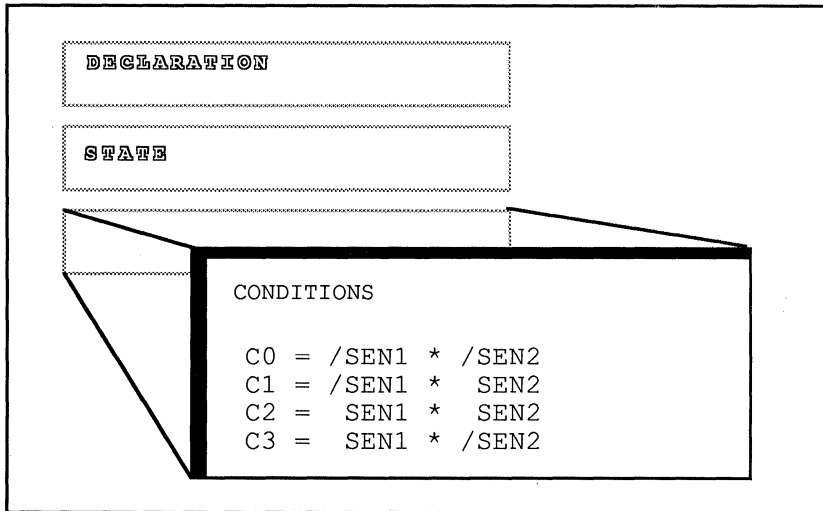 DECLARATION
STATE
CONDITIONS
C0 = /SEN1 * /SEN2
C1 = /SEN1 *  SEN2
C2 =  SEN1 *  SEN2
C3 =  SEN1 * /SEN2